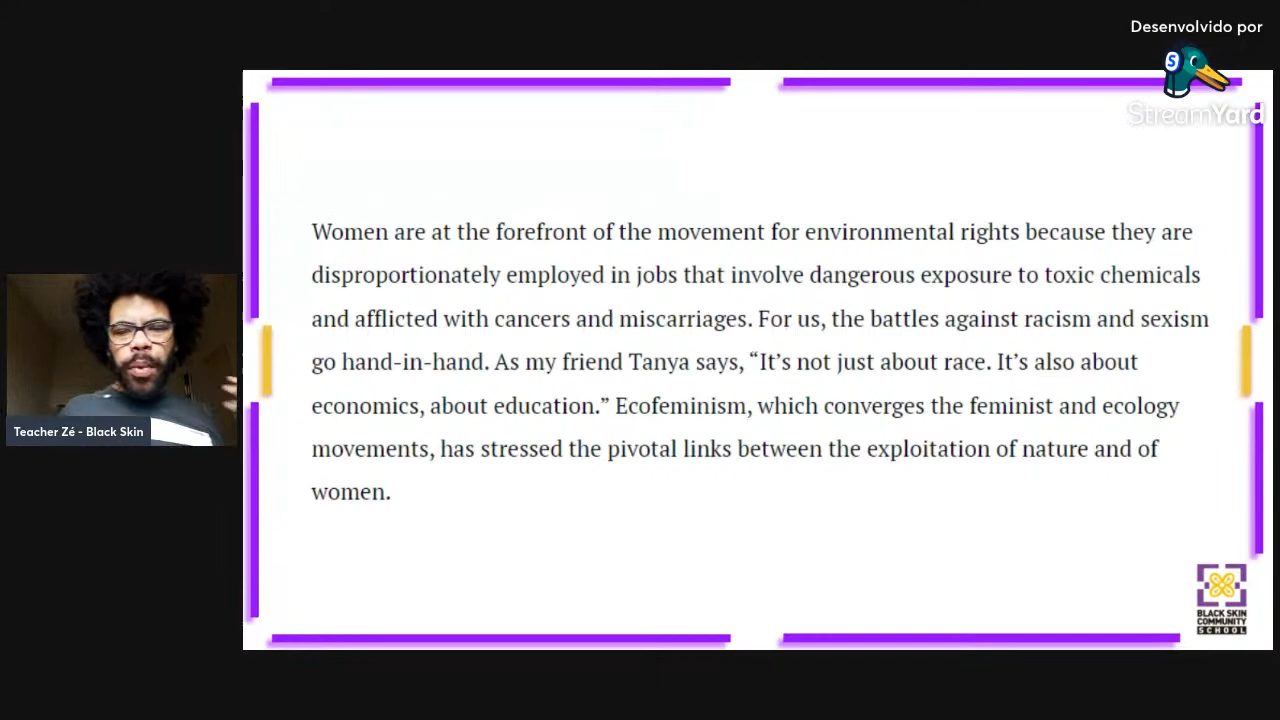 Desenvolvido por
StreamYard
Women are at the forefront of the movement for environmental rights because they are
disproportionately employed in jobs that involve dangerous exposure to toxic chemicals
and afflicted with cancers and miscarriages. For us, the battles against racism and sexism
go hand-in-hand. As my friend Tanya says, “It’s not just about race. It’s also about
economics, about education.” Ecofeminism, which converges the feminist and ecology
movements, has stressed the pivotal links between the exploitation of nature and of
women.
Teacher Zé - Black Skin
BLACK SKIN
COMMUNITY
SCHOOL